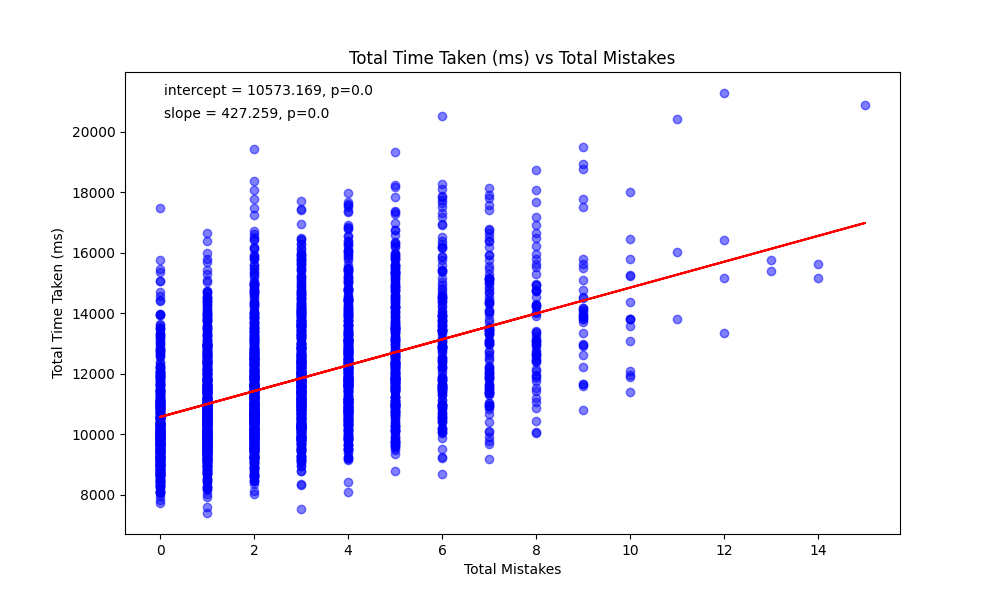 Total Time Taken (ms) vs Total Mistakes
intercept = 10573.169, p=0.0
slope = 427.259, p=0.0
Total Time Taken (ms)
20000
18000
16000
14000
12000
10000
8000
0 2 4 6 8 10 12 14
Total Mistakes